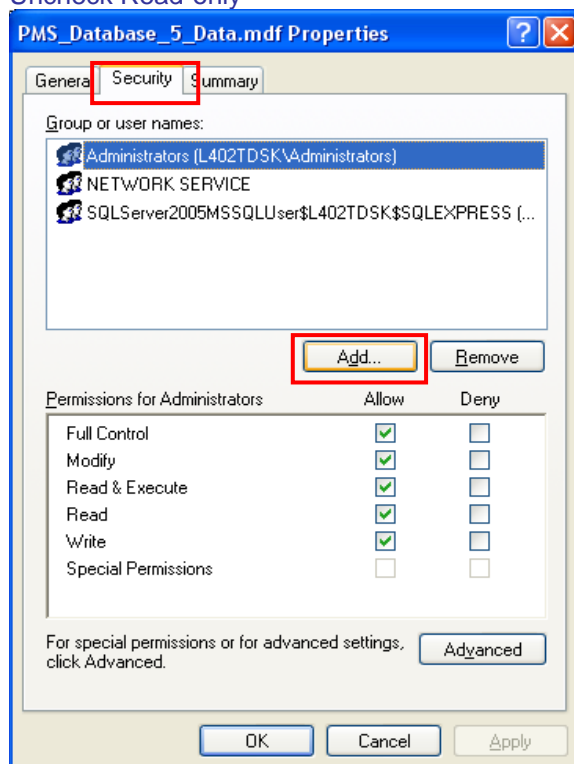 Uncheck Read-only
PMS_Database_5_Data.mdf Properties
General Security Summary
Group or user names:
Administrators (L402TDSK\Administrators)
NETWORK SERVICE
SQLServer2005MSSQLUser$L402TDSK$SQLEXPRESS (...
Add... Remove
Permissions for Administrators Allow Deny
Full Control
Modify
Read & Execute
Read
Write
Special Permissions
For special permissions or for advanced settings,
click Advanced.
Advanced
OK Cancel Apply